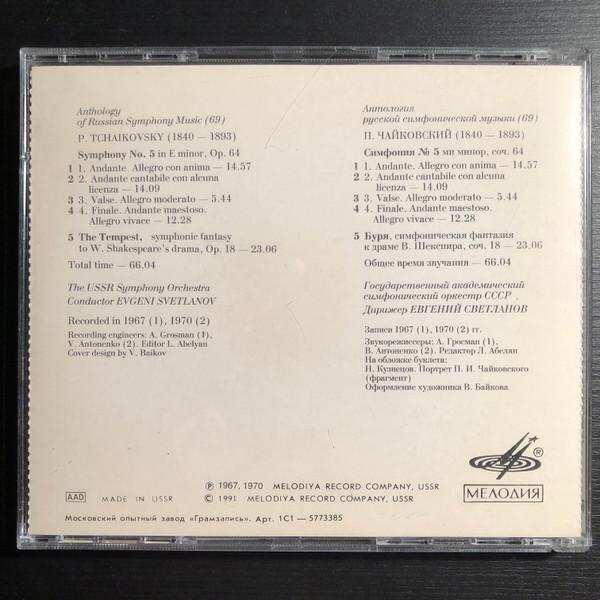 Anthology
of Russian Symphony Music (69)
P. TCHAIKOVSKY (1840 — 1893)
Symphony No. 5 in E minor, Op. 64
1 1. Andante. Allegro con anima — 14.57
2 2. Andante cantabile con alcuna
licenza — 14.09
3 3. Valse. Allegro moderato — 5.44
4 4. Finale. Andante maestoso.
Allegro vivace — 12.28
5 The Tempest, symphonic fantasy
to W. Shakespeare's drama, Op. 18 — 23.06
Total time — 66.04
The USSR Symphony Orchestra
Conductor EVGENI SVETLANOV
Recorded in 1967 (1), 1970 (2)
Recording engineers: A. Grosman (1),
V. Antonenko (2). Editor L. Abelyan
Cover design by V. Baikov
Антология
русской симфонической музыки (69)
П. ЧАЙКОВСКИЙ (1840 — 1893)
Симфония № 5 ми минор, соч. 64
1 1. Andante. Allegro con anima — 14.57
2 2. Andante cantabile con alcuna
licenza — 14.09
3 3. Valse. Allegro moderato — 5.44
4 4. Finale. Andante maestoso.
Allegro vivace — 12.28
5 Буря, симфоническая фантазия
к драме В. Шекспира, соч. 18 — 23.06
Общее время звучания — 66.04
Государственный академический
симфонический оркестр СССР
Дирижер ЕВГЕНИЙ СВЕТЛАНОВ
Записи 1967 (1), 1970 (2) гг.
Звукорежиссеры: А. Гросман (1),
В. Антоненко (2). Редактор Л. Абелян
На обложке буклета:
Н. Кузнецов. Портрет П. И. Чайковского
(фрагмент)
Оформление художника В. Байкова
®
МЕЛОДИЯ
AAD MADE IN USSR
℗ 1967, 1970 MELODIYA RECORD COMPANY, USSR
© 1991 MELODIYA RECORD COMPANY, USSR
Московский опытный завод «Грамзапись». Арт. 1С1 — 5773385